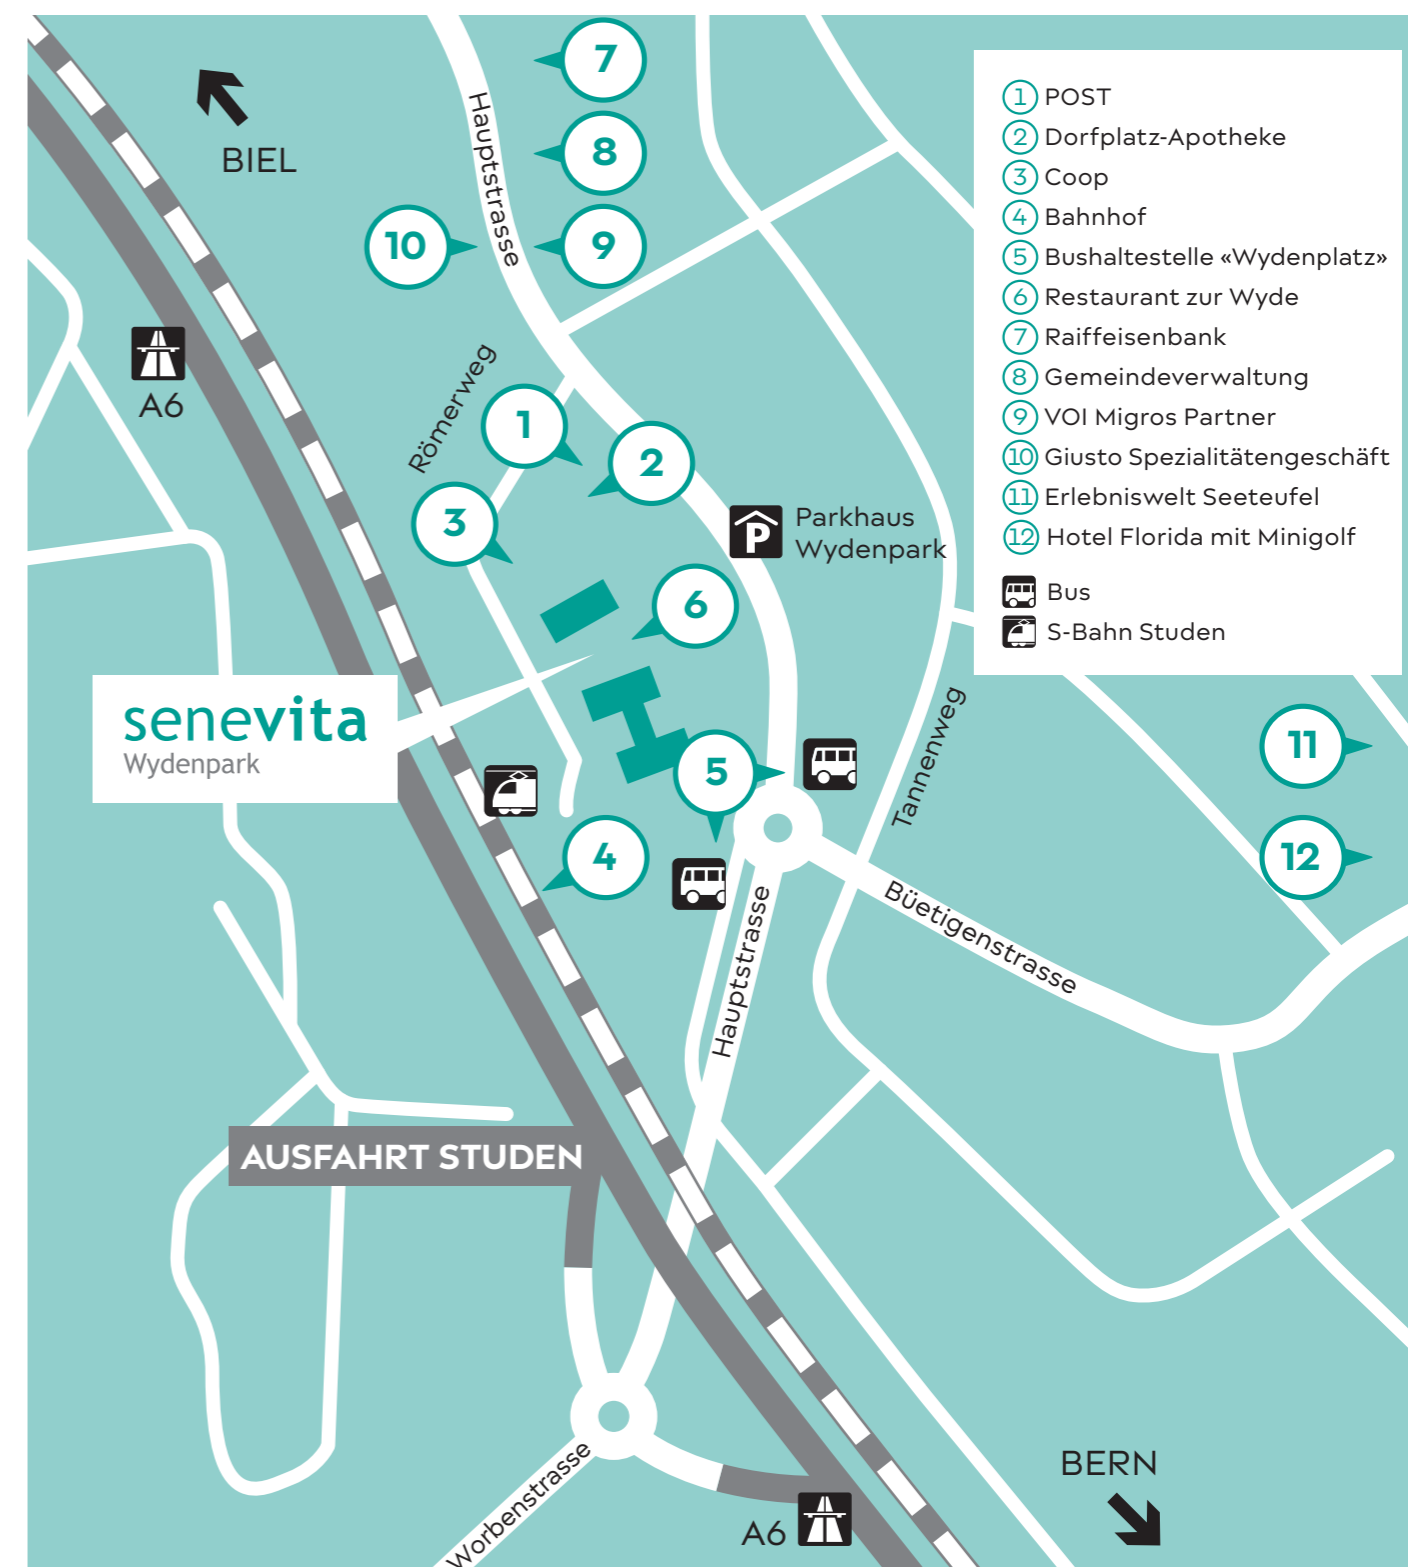 BIEL
A6
Hauptstrasse
7
8
9
10
1 POST
2 Dorfplatz-Apotheke
3 Coop
4 Bahnhof
5 Bushaltestelle «Wydenplatz»
6 Restaurant zur Wyde
7 Raiffeisenbank
8 Gemeindeverwaltung
9 VOI Migros Partner
10 Giusto Spezialitätengeschäft
11 Erlebniswelt Seeteufel
12 Hotel Florida mit Minigolf
Bus
S-Bahn Studen
Römerweg
1
2
3
P
Parkhaus
Wydenpark
6
senevita
Wydenpark
5
4
Tannenweg
11
12
Büetigenstrasse
Hauptstrasse
AUSFAHRT STUDEN
Worbenstrasse
A6
BERN